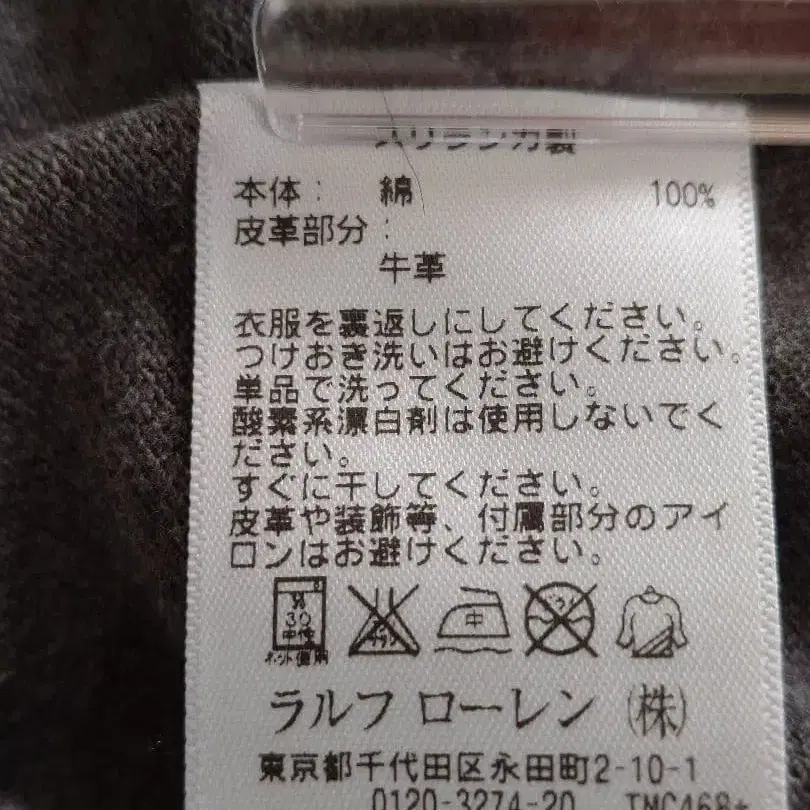 スリランカ製
本体: 綿 100%
皮革部分:
牛革
衣服を裏返しにしてください。
つけおき洗いはお避けください。
単品で洗ってください。
酸素系漂白剤は使用しないでく
ださい。
すぐに干してください。
皮革や装飾等、付属部分のアイ
ロンはお避けください。
30 中
中性
ネット使用
ラルフ ローレン (株)
東京都千代田区永田町2-10-1
0120-3274-20 TMC468